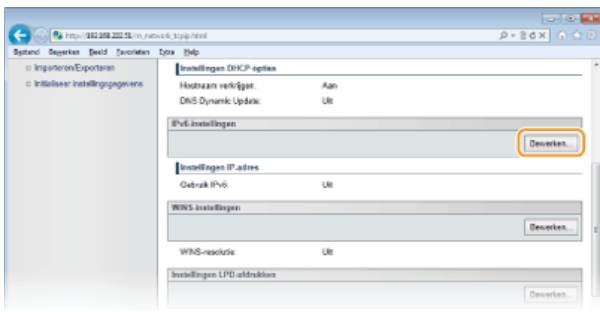 http://192.168.222.51/m_network_tcpip.html
Bestand Bewerken Beeld Favorieten Extra Help
Importeren/Exporteren
Initialiseer instellingsgegevens
Instellingen DHCP-opties
Hostnaam verkrijgen: Aan
DNS Dynamic Update: Uit
IPv6-instellingen
Bewerken...
Instellingen IP-adres
Gebruik IPv6: Uit
WINS-instellingen
Bewerken...
WINS-resolutie: Uit
Instellingen LPD-afdrukken
Bewerken...